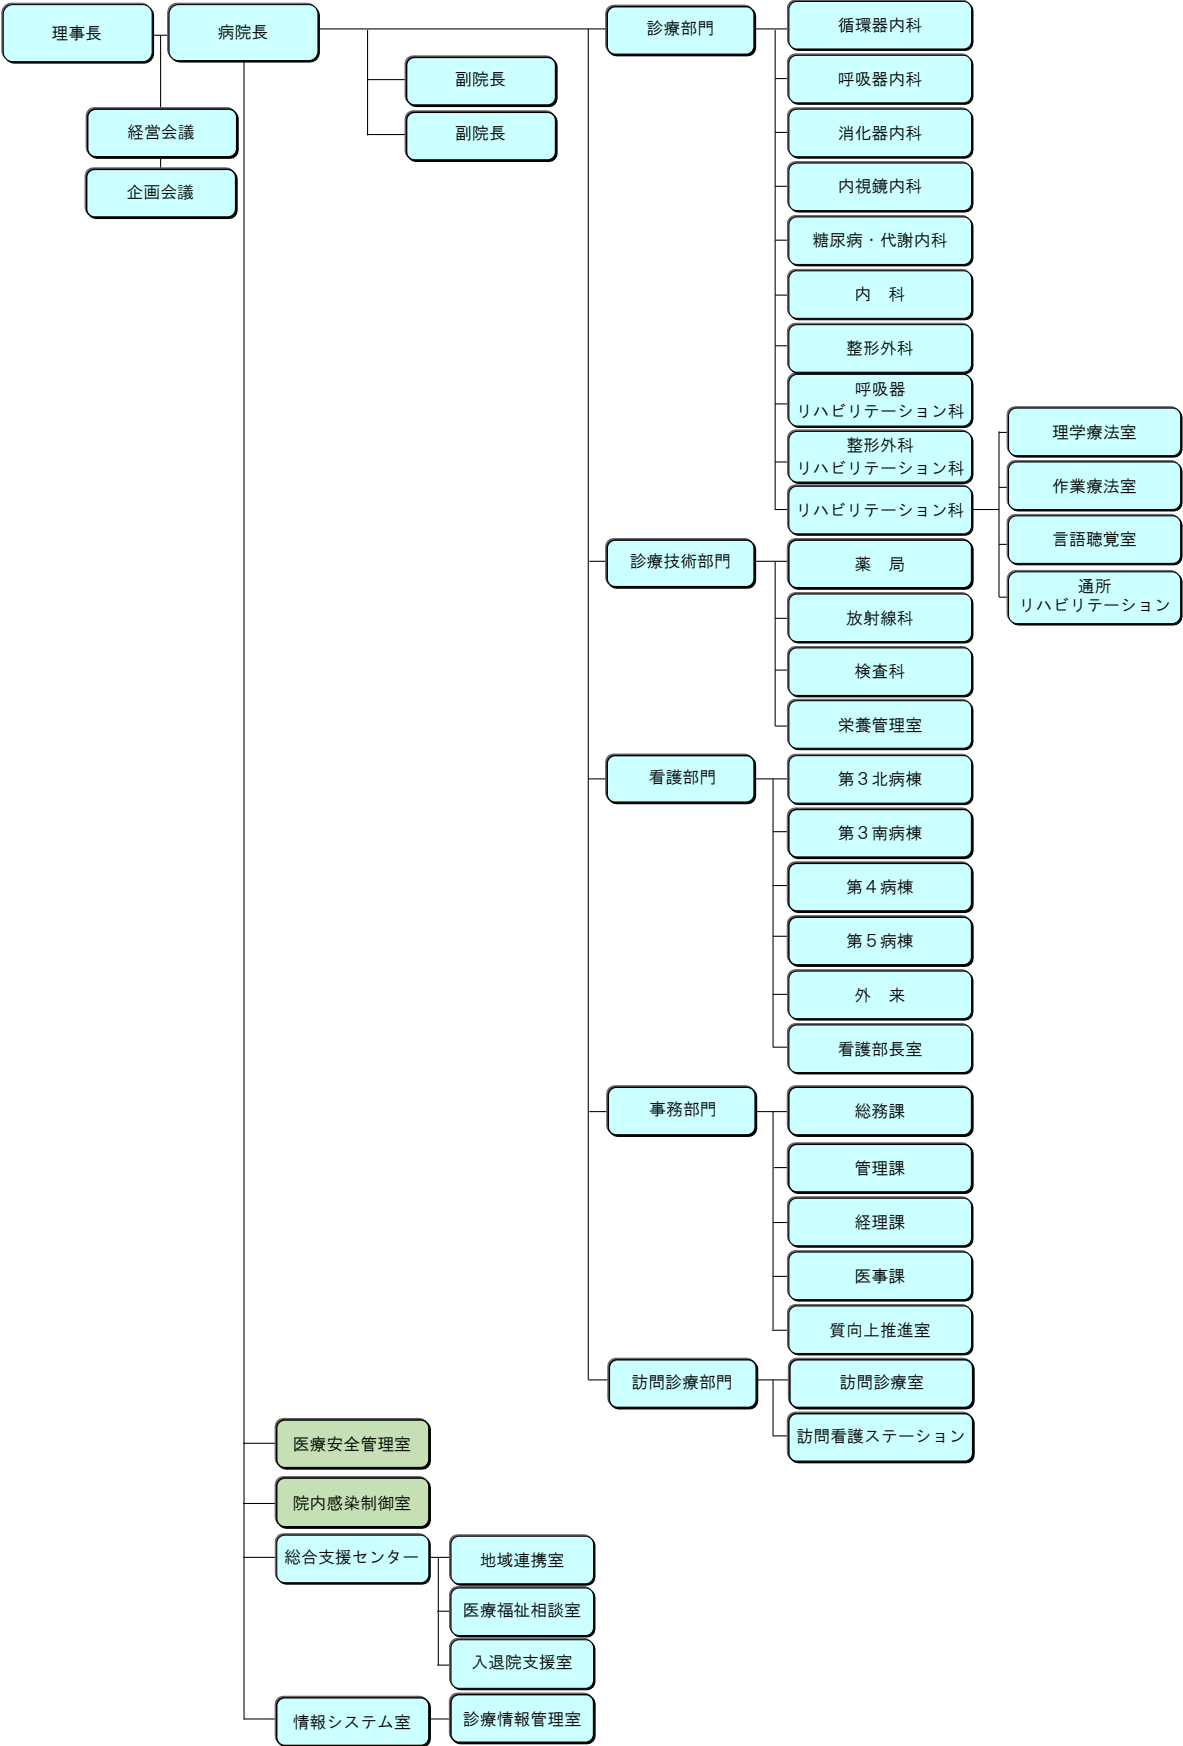 理事長
病院長
経営会議
企画会議
副院長
副院長
診療部門
循環器内科
呼吸器内科
消化器内科
内視鏡内科
糖尿病・代謝内科
内　科
整形外科
呼吸器
リハビリテーション科
整形外科
リハビリテーション科
リハビリテーション科
理学療法室
作業療法室
言語聴覚室
通所
リハビリテーション
診療技術部門
薬　局
放射線科
検査科
栄養管理室
看護部門
第３北病棟
第３南病棟
第４病棟
第５病棟
外　来
看護部長室
事務部門
総務課
管理課
経理課
医事課
質向上推進室
訪問診療部門
訪問診療室
訪問看護ステーション
医療安全管理室
院内感染制御室
総合支援センター
地域連携室
医療福祉相談室
入退院支援室
情報システム室
診療情報管理室